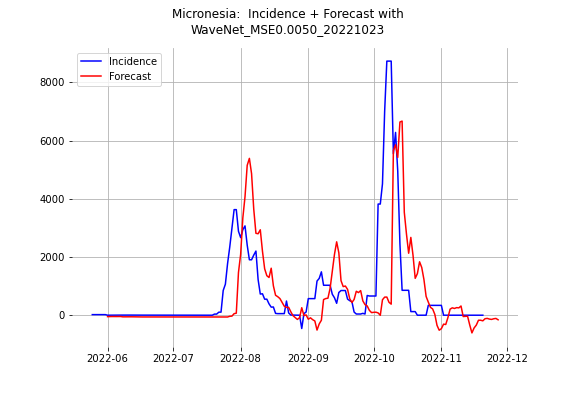 Micronesia:  Incidence + Forecast with
WaveNet_MSE0.0050_20221023
Incidence
Forecast
8000
6000
4000
2000
0
2022-06 2022-07 2022-08 2022-09 2022-10 2022-11 2022-12